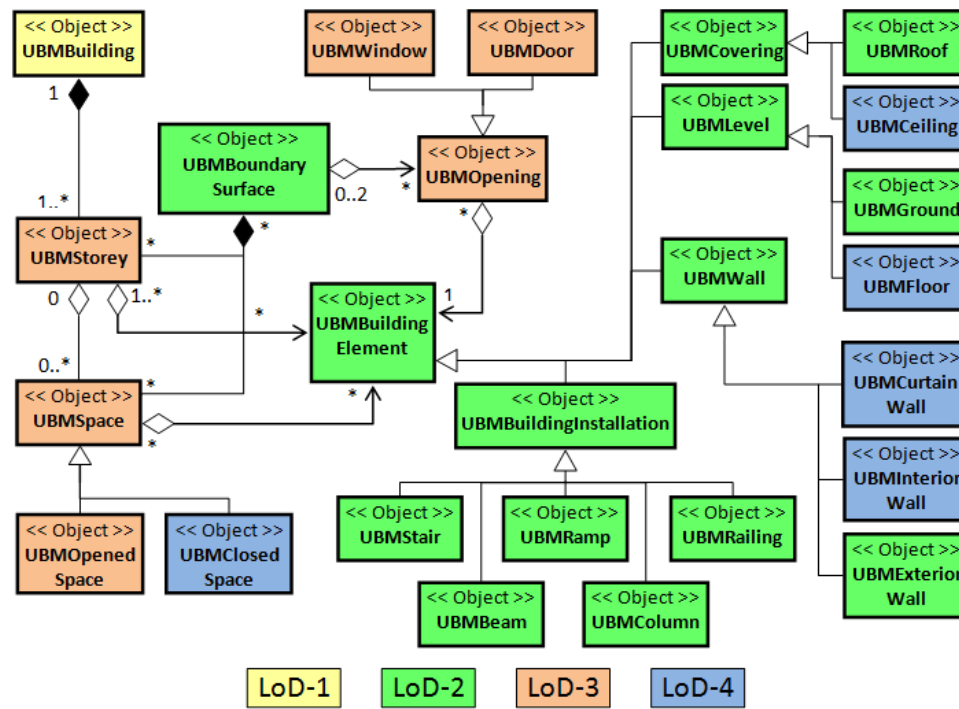 << Object >>
UBMBuilding
1
1..*
<< Object >>
UBMWindow
<< Object >>
UBMDoor
<< Object >>
UBMCovering
<< Object >>
UBMRoof
<< Object >>
UBMCeiling
<< Object >>
UBMLevel
<< Object >>
UBMBoundary
Surface
0..2
*
*
<< Object >>
UBMOpening
*
1
<< Object >>
UBMGround
<< Object >>
UBMFloor
<< Object >>
UBMStorey
*
0
1..*
*
0..*
*
<< Object >>
UBMBuilding
Element
*
<< Object >>
UBMWall
<< Object >>
UBMCurtain
Wall
<< Object >>
UBMInterior
Wall
<< Object >>
UBMExterior
Wall
<< Object >>
UBMSpace
*
<< Object >>
UBMBuildingInstallation
<< Object >>
UBMOpened
Space
<< Object >>
UBMClosed
Space
<< Object >>
UBMStair
<< Object >>
UBMRamp
<< Object >>
UBMRailing
<< Object >>
UBMBeam
<< Object >>
UBMColumn
LoD-1
LoD-2
LoD-3
LoD-4